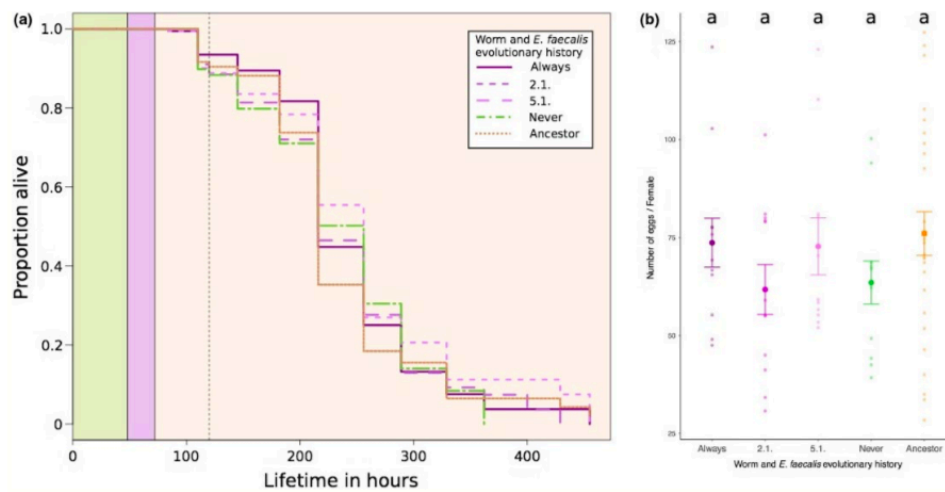 (a)
1.0
0.8
0.6
0.4
0.2
0
Proportion alive
0
100
200
300
400
Lifetime in hours
Worm and E. faecalis
evolutionary history
Always
2.1.
5.1.
Never
Ancestor
(b)
a a a a a
125
100
75
50
25
Number of eggs / Female
Always 2.1. 5.1. Never Ancestor
Worm and E. faecalis evolutionary history